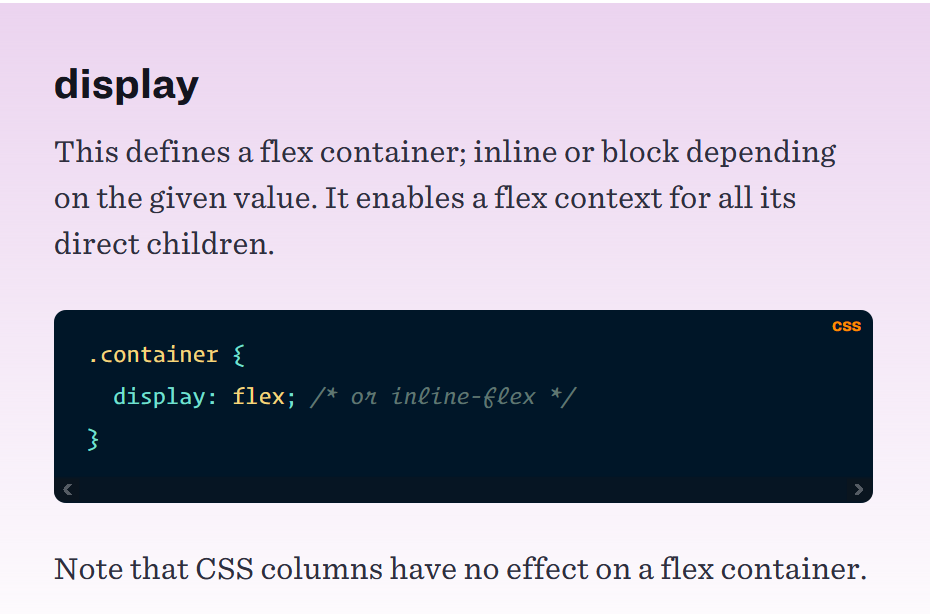 display
This defines a flex container; inline or block depending
on the given value. It enables a flex context for all its
direct children.
CSS
.container {
  display: flex; /* or inline-flex */
}
Note that CSS columns have no effect on a flex container.